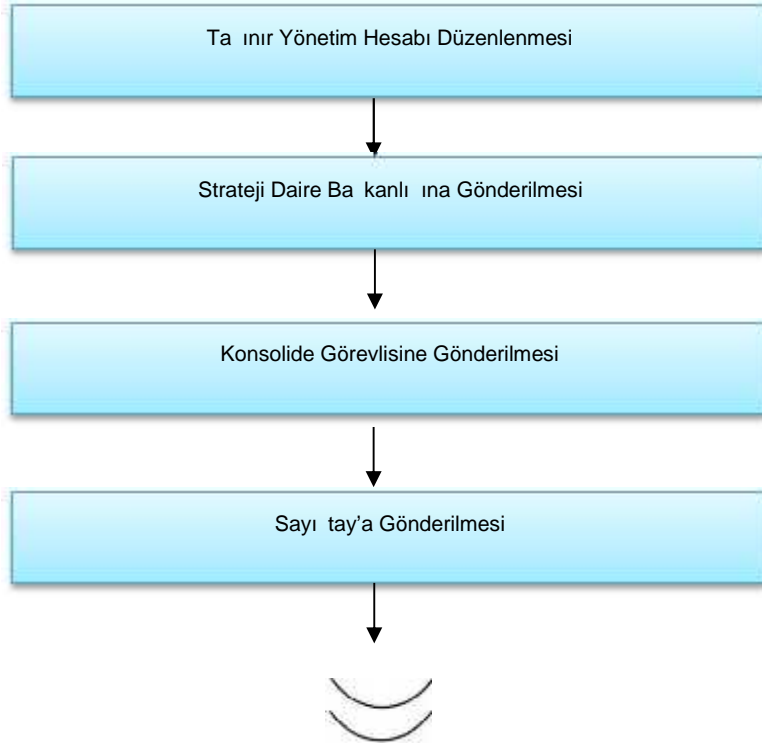 Ta ınır Yönetim Hesabı Düzenlenmesi
Strateji Daire Ba kanlı ına Gönderilmesi
Konsolide Görevlisine Gönderilmesi
Sayı tay’a Gönderilmesi